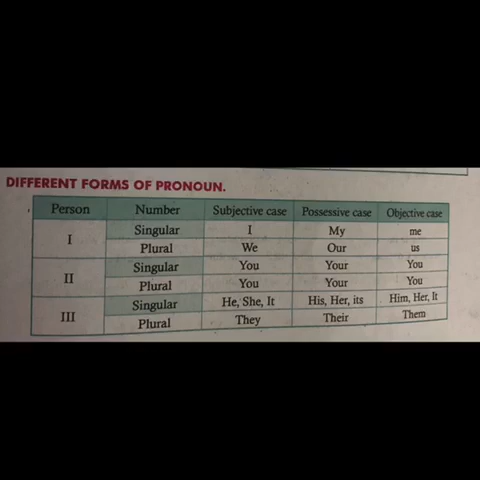 DIFFERENT FORMS OF PRONOUN.
Person Number Subjective case Possessive case Objective case
I Singular I My me
Plural We Our us
II Singular You Your You
Plural You Your You
III Singular He, She, It His, Her, its Him, Her, It
Plural They Their Them